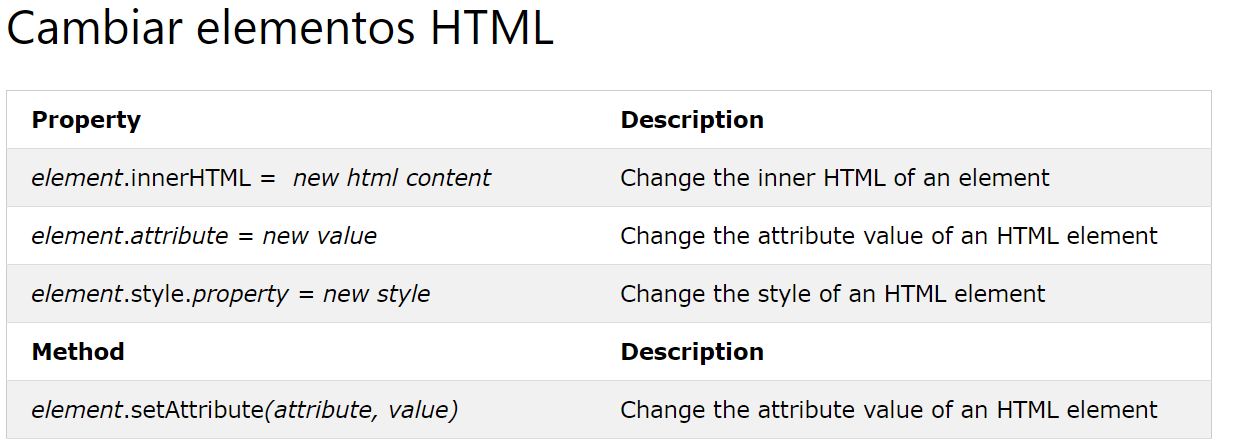 Cambiar elementos HTML
Property Description
element.innerHTML = new html content Change the inner HTML of an element
element.attribute = new value Change the attribute value of an HTML element
element.style.property = new style Change the style of an HTML element
Method Description
element.setAttribute(attribute, value) Change the attribute value of an HTML element